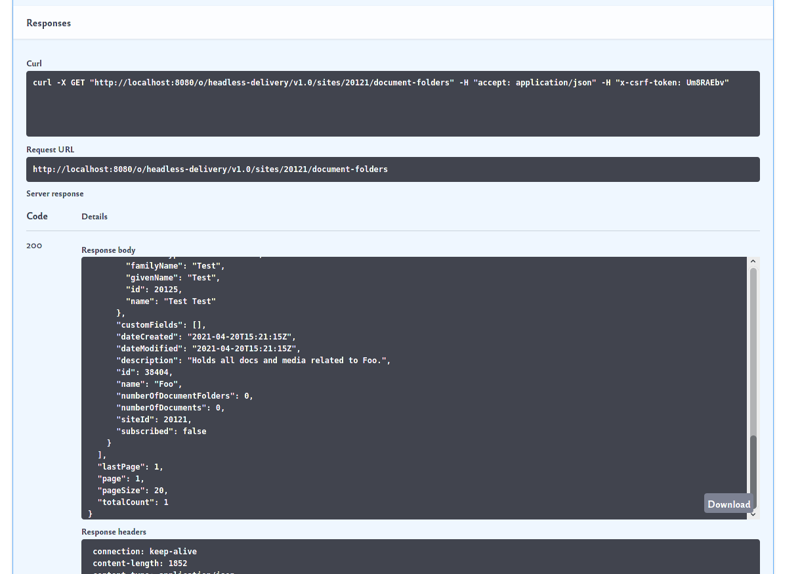 Responses
Curl
curl -X GET "http://localhost:8080/o/headless-delivery/v1.0/sites/20121/document-folders" -H "accept: application/json" -H "x-csrf-token: Um8RAEbv"
Request URL
http://localhost:8080/o/headless-delivery/v1.0/sites/20121/document-folders
Server response
Code Details
200
Response body
"familyName": "Test",
"givenName": "Test",
"id": 20125,
"name": "Test Test"
},
"customFields": [],
"dateCreated": "2021-04-20T15:21:15Z",
"dateModified": "2021-04-20T15:21:15Z",
"description": "Holds all docs and media related to Foo.",
"id": 38404,
"name": "Foo",
"numberOfDocumentFolders": 0,
"numberOfDocuments": 0,
"siteId": 20121,
"subscribed": false
}
],
"lastPage": 1,
"page": 1,
"pageSize": 20,
"totalCount": 1
}
Download
Response headers
connection: keep-alive
content-length: 1852